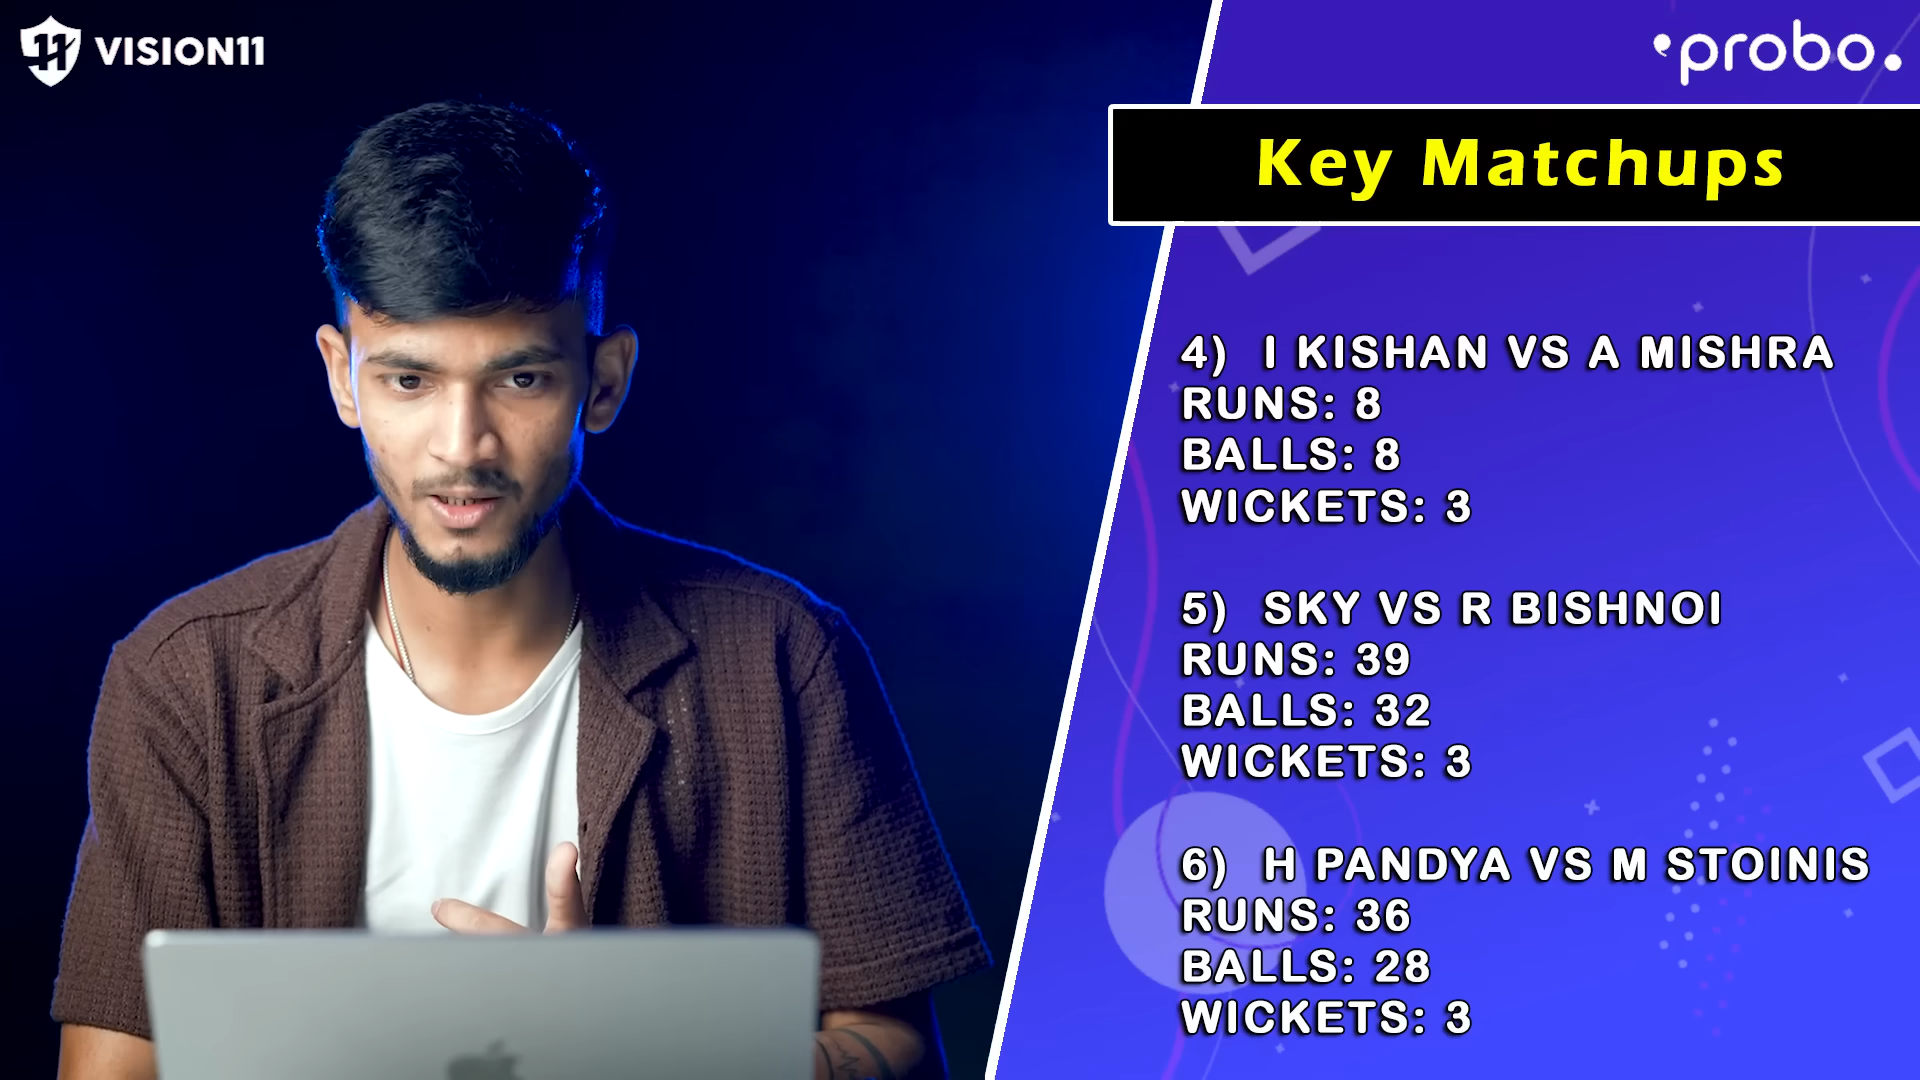 VISION11
probo.
Key Matchups
4) I KISHAN VS A MISHRA
RUNS: 8
BALLS: 8
WICKETS: 3
5) SKY VS R BISHNOI
RUNS: 39
BALLS: 32
WICKETS: 3
6) H PANDYA VS M STOINIS
RUNS: 36
BALLS: 28
WICKETS: 3